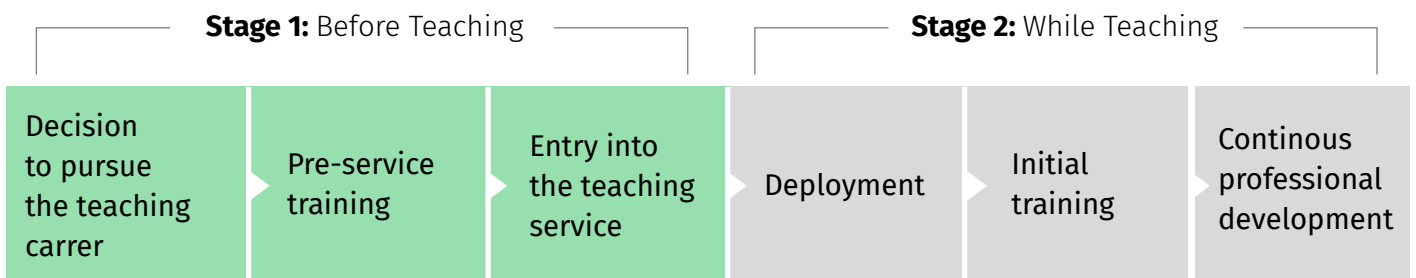 Stage 1: Before Teaching
Stage 2: While Teaching
Decision
to pursue
the teaching
carrer
Pre-service
training
Entry into
the teaching
service
Deployment
Initial
training
Continous
professional
development